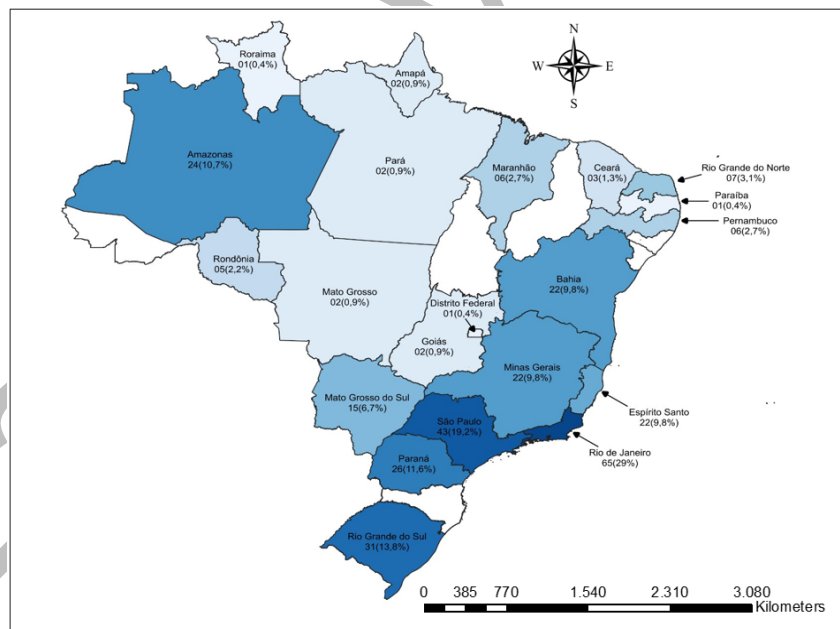 N
W
E
S
Roraima
01(0,4%)
Amapá
02(0,9%)
Amazonas
24(10,7%)
Pará
02(0,9%)
Maranhão
06(2,7%)
Ceará
03(1,3%)
Rio Grande do Norte
07(3,1%)
Paraíba
01(0,4%)
Pernambuco
06(2,7%)
Rondônia
05(2,2%)
Bahia
22(9,8%)
Mato Grosso
02(0,9%)
Distrito Federal
01(0,4%)
Goiás
02(0,9%)
Minas Gerais
22(9,8%)
Mato Grosso do Sul
15(6,7%)
Espírito Santo
22(9,8%)
São Paulo
43(19,2%)
Rio de Janeiro
65(29%)
Paraná
26(11,6%)
Rio Grande do Sul
31(13,8%)
0 385 770 1.540 2.310 3.080
Kilometers